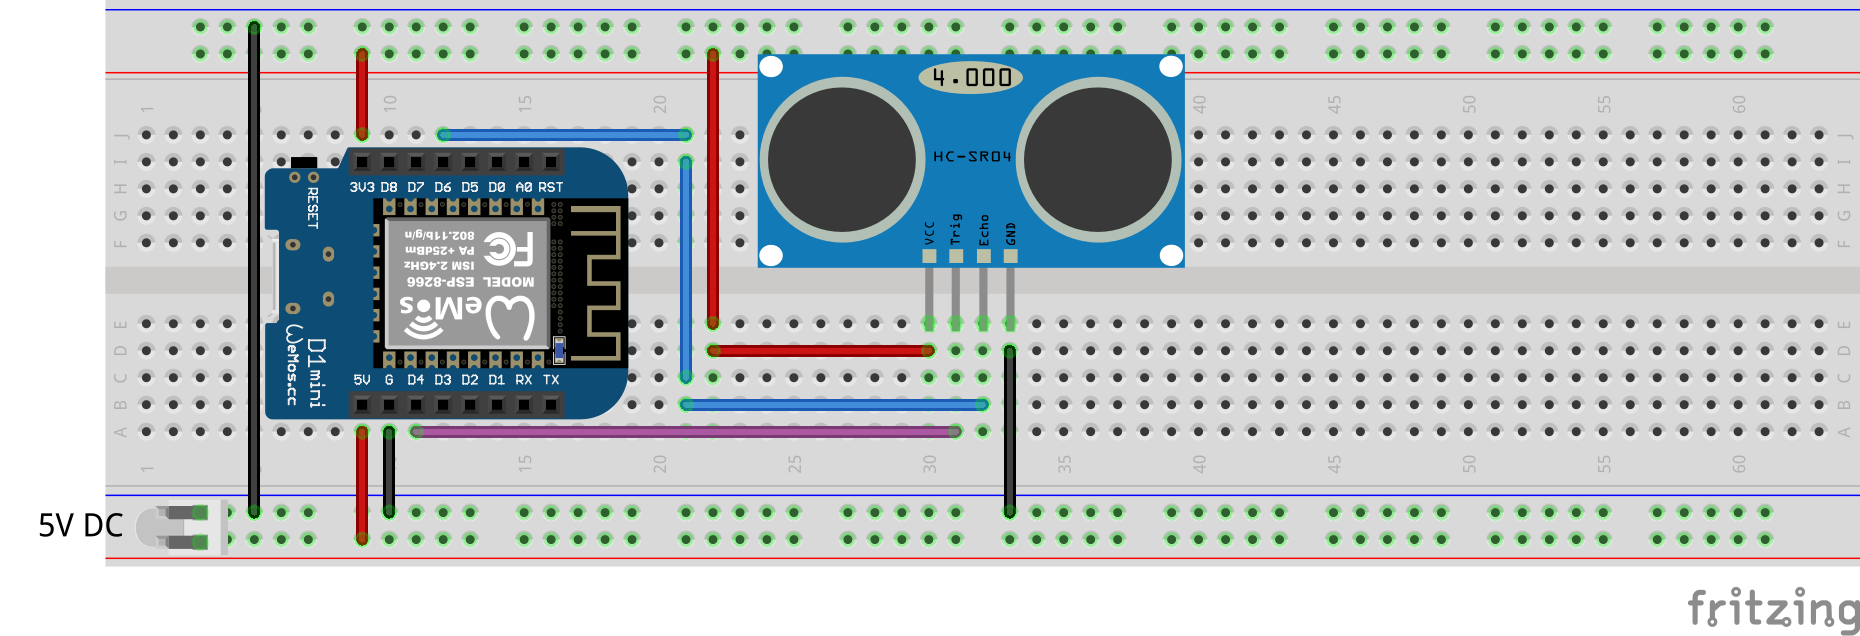 4.000
1 10 15 20 40 45 50 55 60
J J
I I
HC-SR04
3V3 D8 D7 D6 D5 D0 A0 RST
H H
RESET
G G
VCC Trig Echo GND
F F
802.11b/g/n
PA +25dBm
ISM 2.4GHz
MODEL ESP-8266
FC
WeMos
E E
D D
D1mini
WeMos.cc
5V G D4 D3 D2 D1 RX TX
C C
B B
A A
1 15 20 25 30 35 40 45 50 55 60
5V DC
fritzing